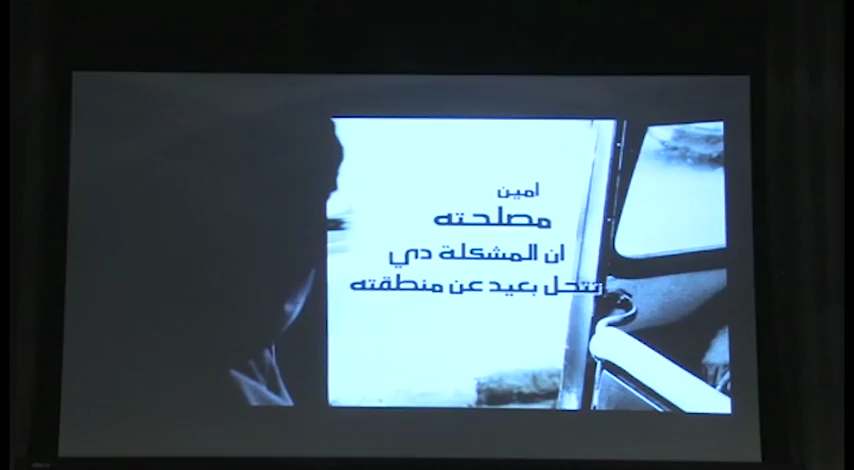 امين
مصلحته
ان المشكلة دي
تتحل بعيد عن منطقته